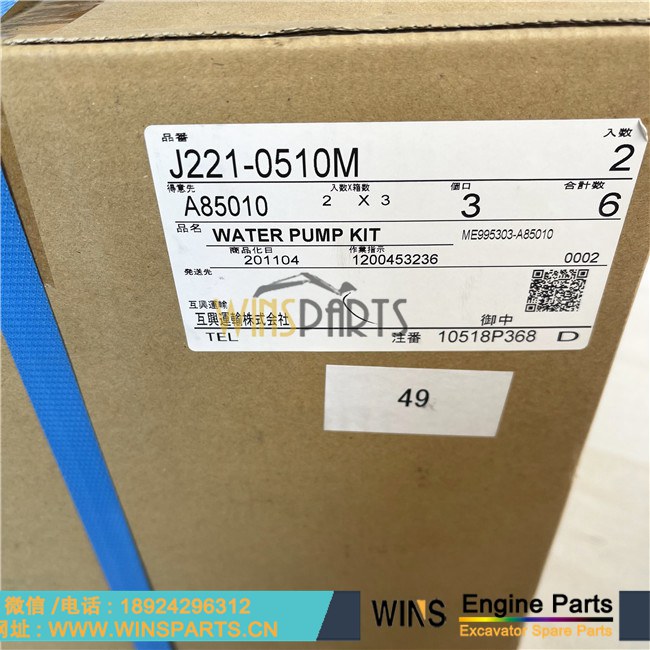 品番 入数
J221-0510M 2
得意先 入数X箱数 個口 合計数
A85010 2 X 3 3 6
品名 WATER PUMP KIT ME995303-A85010
商品化日 作業指示
201104 1200453236 0002
発送先
WINSPARTS
互興運輸
互興運輸株式会社 御中
TEL 注番 10518P368 D
49
微信 /电话：18924296312
网址：WWW.WINSPARTS.CN
WINS Engine Parts
Excavator Spare Parts